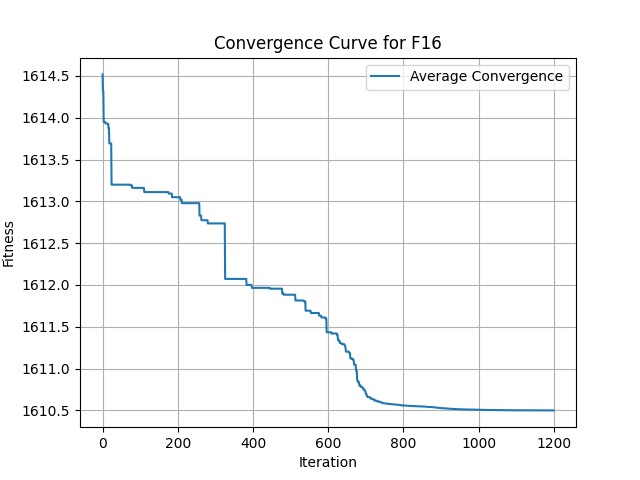 Convergence Curve for F16
Average Convergence
Fitness
1614.5
1614.0
1613.5
1613.0
1612.5
1612.0
1611.5
1611.0
1610.5
0 200 400 600 800 1000 1200
Iteration